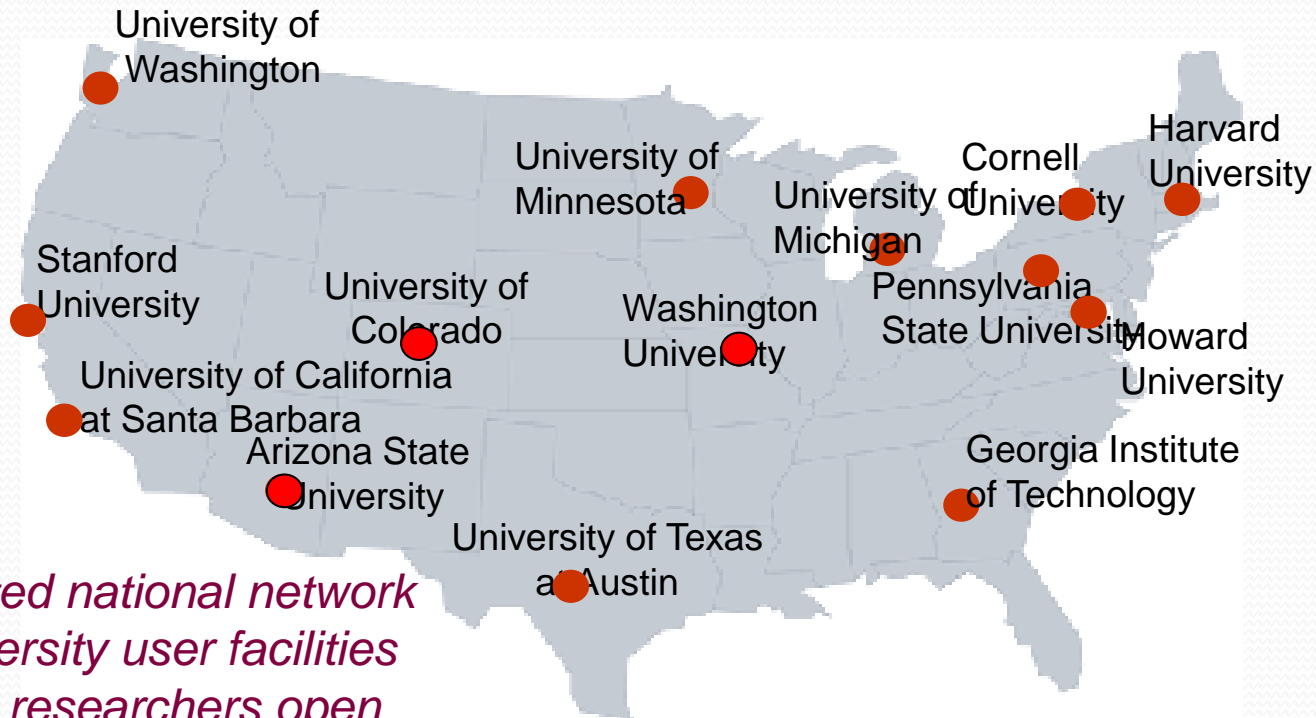 University of
Washington
University of
Minnesota
University of
Michigan
Cornell
University
Harvard
University
Stanford
University
University of
Colorado
Washington
University
Pennsylvania
State University
Howard
University
University of California
at Santa Barbara
Arizona State
University
Georgia Institute
of Technology
University of Texas
at Austin
national network
user facilities
researchers open